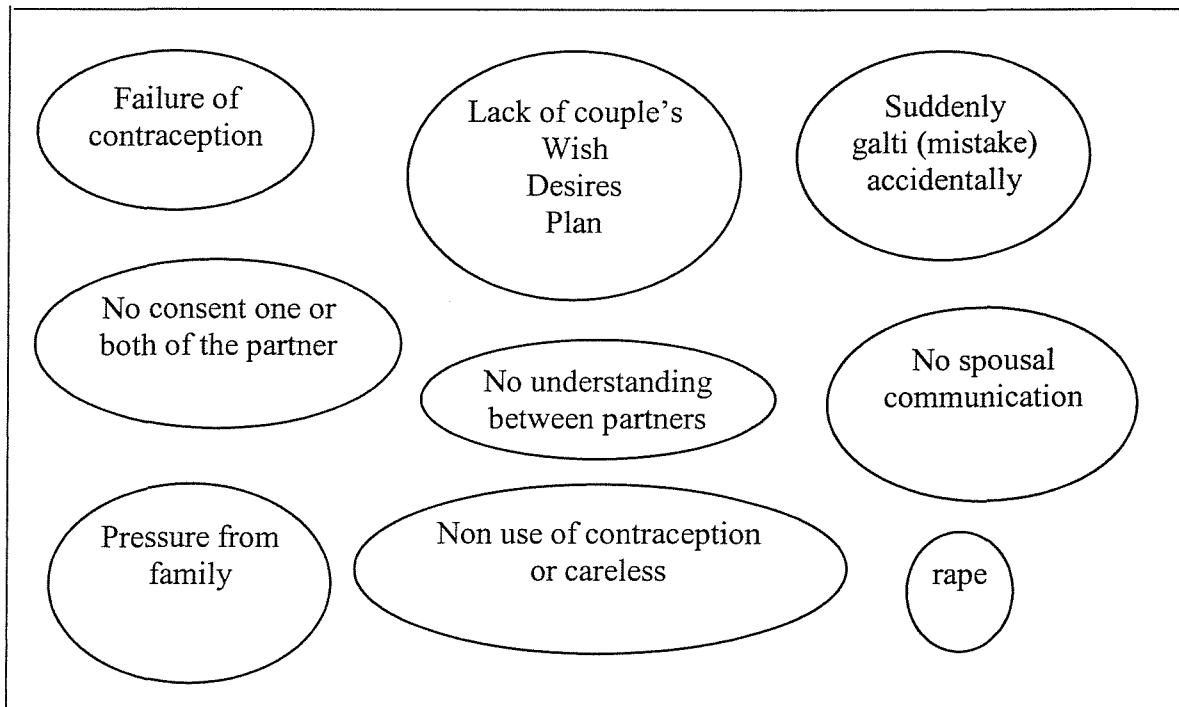 Failure of
contraception
Lack of couple's
Wish
Desires
Plan
Suddenly
galti (mistake)
accidentally
No consent one or
both of the partner
No understanding
between partners
No spousal
communication
Pressure from
family
Non use of contraception
or careless
rape